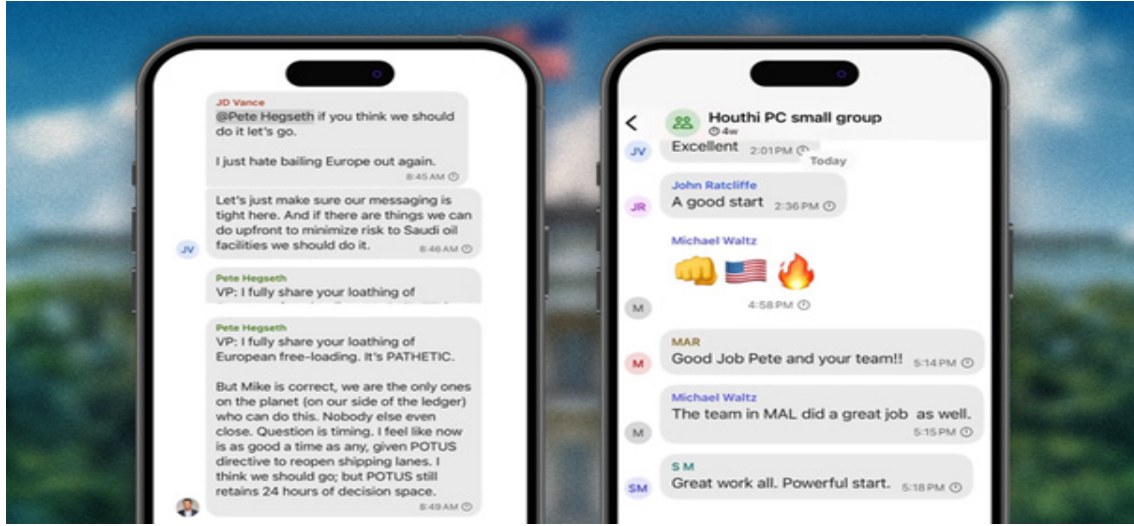 JD Vance
@Pete Hegseth if you think we should
do it let's go.
I just hate bailing Europe out again.
8:45 AM
Let's just make sure our messaging is
tight here. And if there are things we can
do upfront to minimize risk to Saudi oil
facilities we should do it.
8:46 AM
JV
Pete Hegseth
VP: I fully share your loathing of
Pete Hegseth
VP: I fully share your loathing of
European free-loading. It's PATHETIC.
But Mike is correct, we are the only ones
on the planet (on our side of the ledger)
who can do this. Nobody else even
close. Question is timing. I feel like now
is as good a time as any, given POTUS
directive to reopen shipping lanes. I
think we should go; but POTUS still
retains 24 hours of decision space.
8:49 AM
Houthi PC small group
4w
JV
Excellent 2:01 PM
Today
John Ratcliffe
JR
A good start 2:36 PM
Michael Waltz
👊🇺🇸🔥
4:58 PM
M
MAR
M
Good Job Pete and your team!! 5:14 PM
Michael Waltz
The team in MAL did a great job as well.
M
5:15 PM
S M
SM
Great work all. Powerful start. 5:18 PM